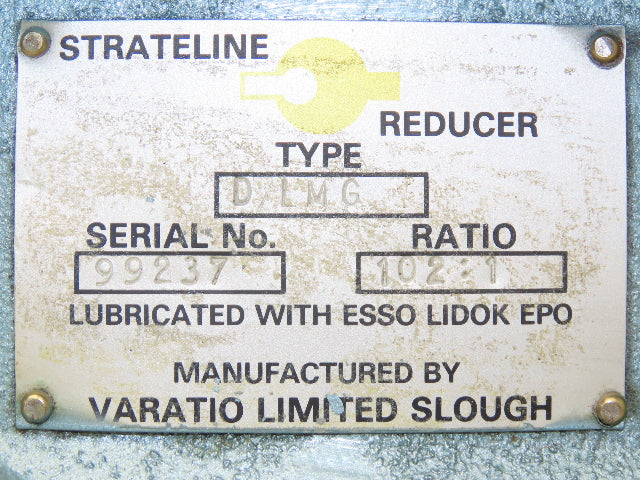 STRATELINE
REDUCER
TYPE
D/LMG
SERIAL No. RATIO
99237 102:1
LUBRICATED WITH ESSO LIDOK EPO
MANUFACTURED BY
VARATIO LIMITED SLOUGH